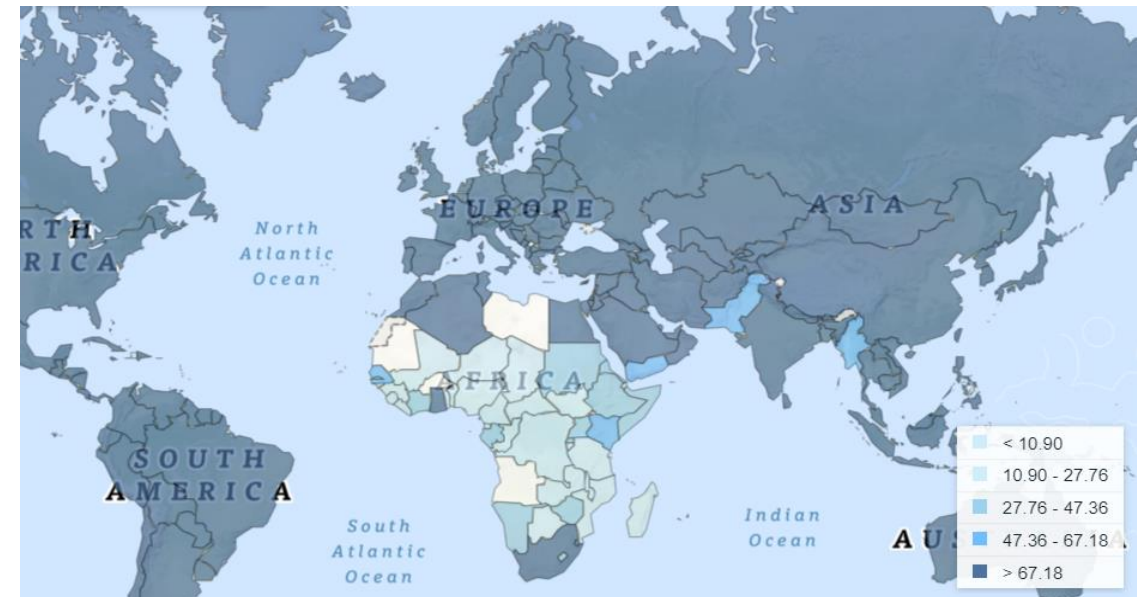 EUROPE
ASIA
RTH
RICA
North
Atlantic
Ocean
AFRICA
SOUTH
AMERICA
South
Atlantic
Ocean
Indian
Ocean
AU
A
< 10.90
10.90 - 27.76
27.76 - 47.36
47.36 - 67.18
> 67.18